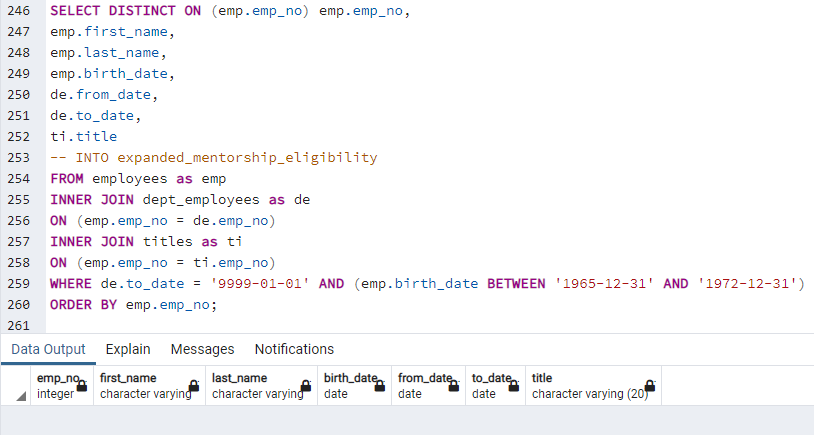 246 SELECT DISTINCT ON (emp.emp_no) emp.emp_no,
247 emp.first_name,
248 emp.last_name,
249 emp.birth_date,
250 de.from_date,
251 de.to_date,
252 ti.title
253 -- INTO expanded_mentorship_eligibility
254 FROM employees as emp
255 INNER JOIN dept_employees as de
256 ON (emp.emp_no = de.emp_no)
257 INNER JOIN titles as ti
258 ON (emp.emp_no = ti.emp_no)
259 WHERE de.to_date = '9999-01-01' AND (emp.birth_date BETWEEN '1965-12-31' AND '1972-12-31')
260 ORDER BY emp.emp_no;
261
Data Output Explain Messages Notifications
emp_no first_name last_name birth_date from_date to_date title
integer character varying character varying date date date character varying (20)